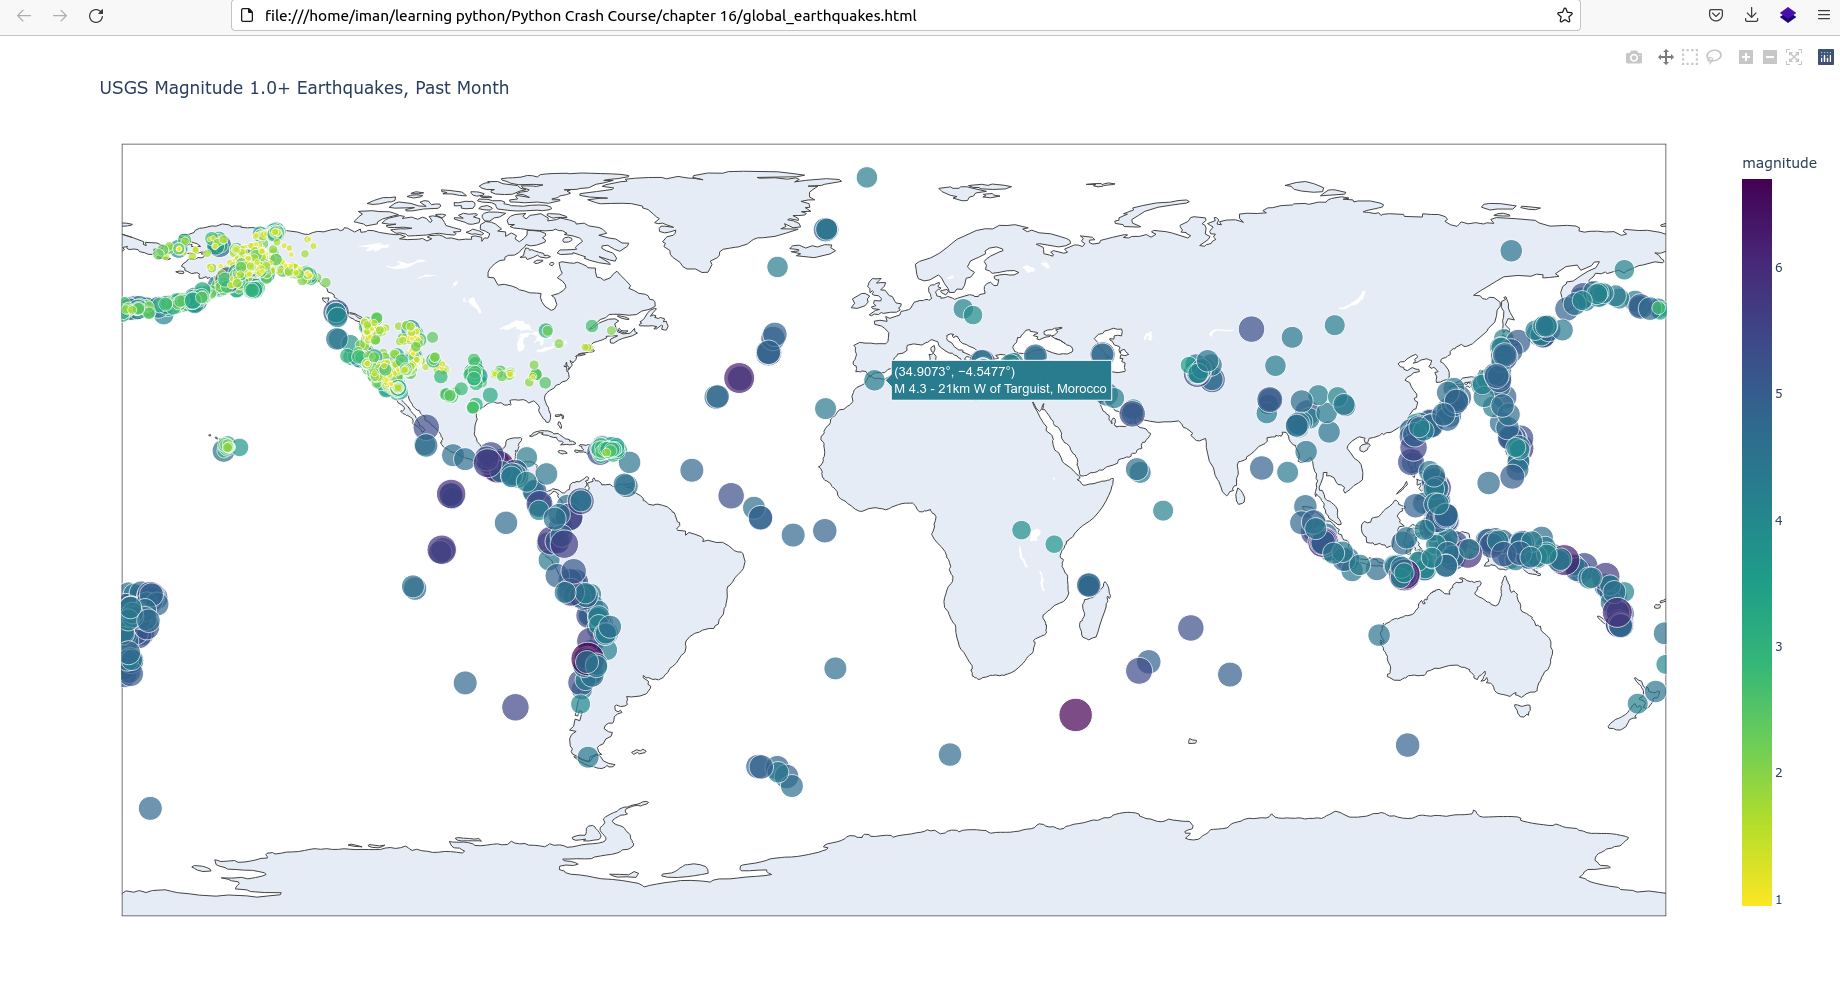 file:///home/iman/learning python/Python Crash Course/chapter 16/global_earthquakes.html
USGS Magnitude 1.0+ Earthquakes, Past Month
magnitude
6
5
4
3
2
1
(34.9073°, −4.5477°)
M 4.3 - 21km W of Targuist, Morocco